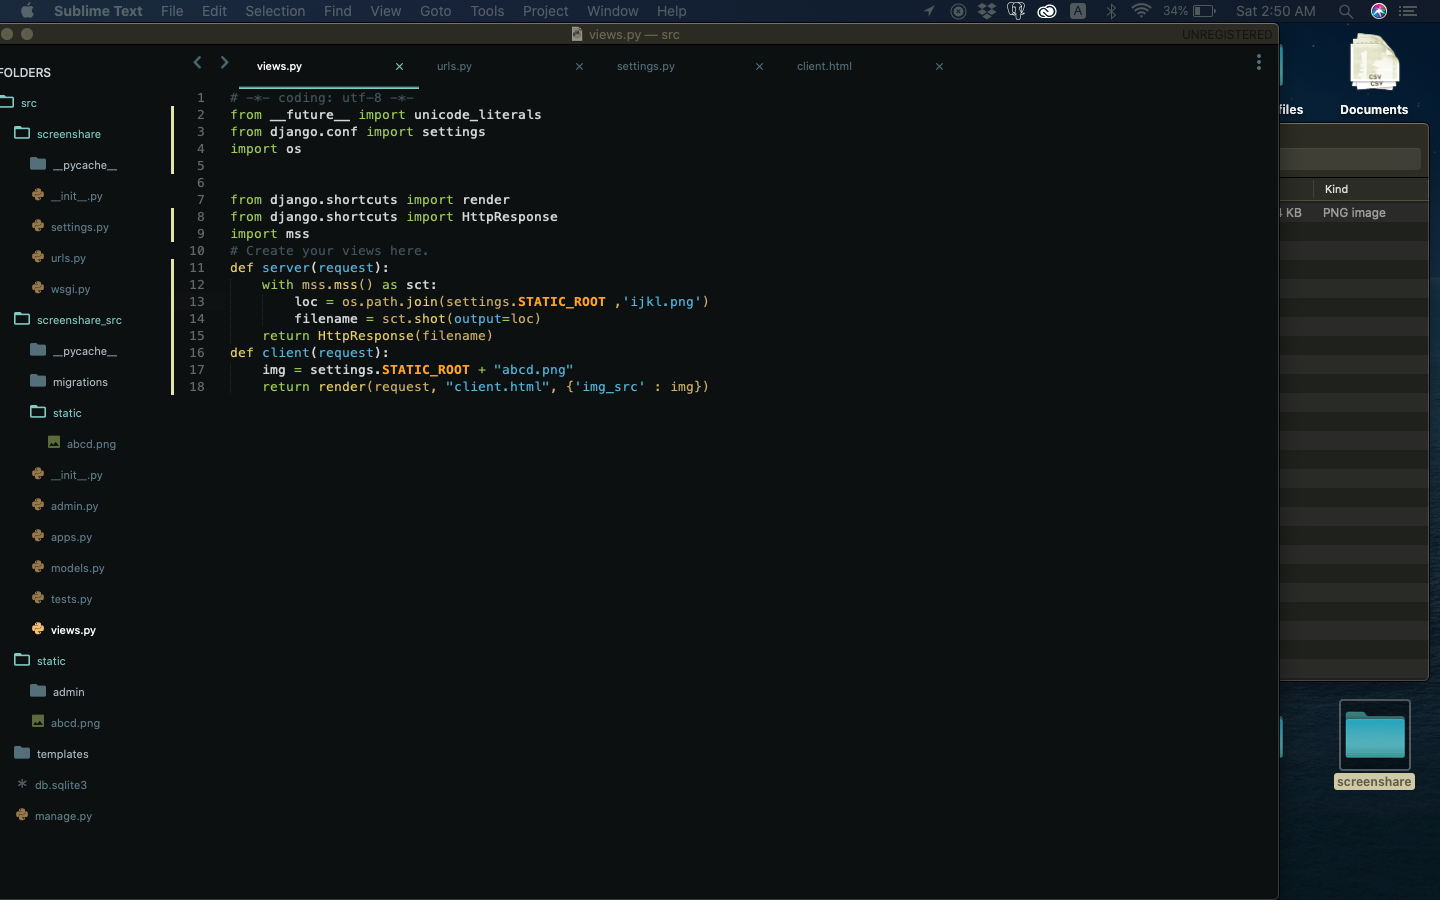 Sublime Text File Edit Selection Find View Goto Tools Project Window Help A 34% Sat 2:50 AM
views.py — src UNREGISTERED
FOLDERS
src
screenshare
__pycache__
__init__.py
settings.py
urls.py
wsgi.py
screenshare_src
__pycache__
migrations
static
abcd.png
__init__.py
admin.py
apps.py
models.py
tests.py
views.py
static
admin
abcd.png
templates
db.sqlite3
manage.py
views.py urls.py settings.py client.html
1 # -*- coding: utf-8 -*-
2 from __future__ import unicode_literals
3 from django.conf import settings
4 import os
5
6
7 from django.shortcuts import render
8 from django.shortcuts import HttpResponse
9 import mss
10 # Create your views here.
11 def server(request):
12     with mss.mss() as sct:
13         loc = os.path.join(settings.STATIC_ROOT ,'ijkl.png')
14         filename = sct.shot(output=loc)
15     return HttpResponse(filename)
16 def client(request):
17     img = settings.STATIC_ROOT + "abcd.png"
18     return render(request, "client.html", {'img_src' : img})
CSV
CSV
files Documents
Kind
KB PNG image
screenshare